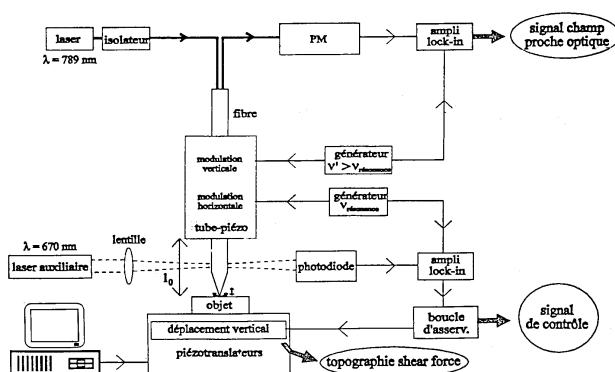 laser
isolateur
λ = 789 nm
PM
ampli
lock-in
signal champ
proche optique
fibre
modulation
verticale
générateur
ν' > νrésonance
modulation
horizontale
générateur
νrésonance
tube-piézo
λ = 670 nm
lentille
laser auxiliaire
l0
photodiode
ampli
lock-in
objet
boucle
d'asserv.
signal
de contrôle
déplacement vertical
piézotranslateurs
topographie shear force